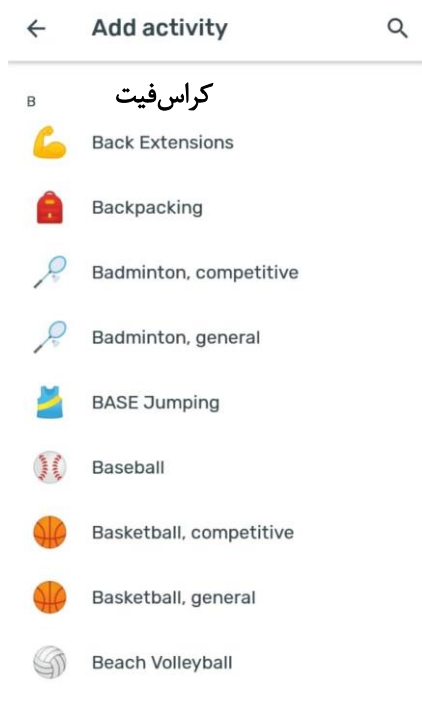 Add activity
B
کراس‌فیت
Back Extensions
Backpacking
Badminton, competitive
Badminton, general
BASE Jumping
Baseball
Basketball, competitive
Basketball, general
Beach Volleyball